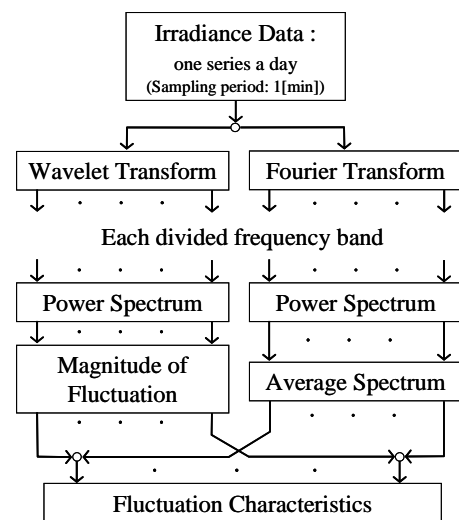 Irradiance Data :
one series a day
(Sampling period: 1[min])
Wavelet Transform
Fourier Transform
Each divided frequency band
Power Spectrum
Power Spectrum
Magnitude of
Fluctuation
Average Spectrum
Fluctuation Characteristics